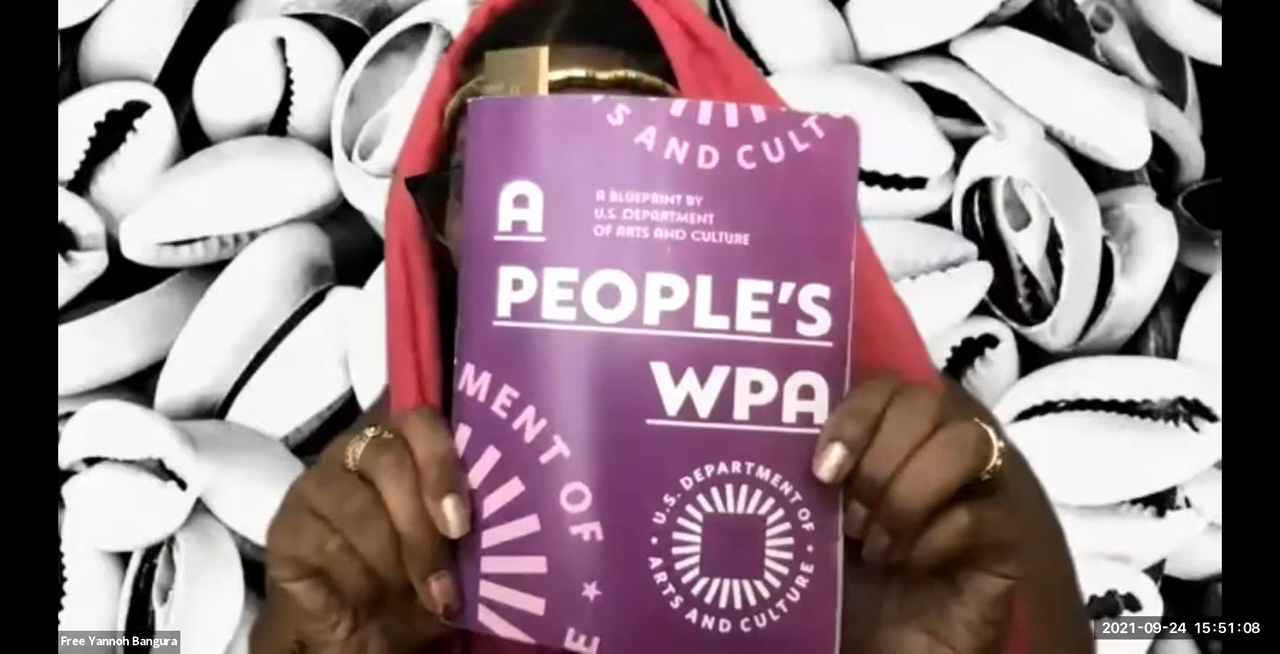 S AND CULT
A
A BLUEPRINT BY
U.S. DEPARTMENT
OF ARTS AND CULTURE
PEOPLE'S
WPA
MENT OF
E
U.S. DEPARTMENT OF
ARTS AND CULTURE
Free Yannoh Bangura
2021-09-24 15:51:08